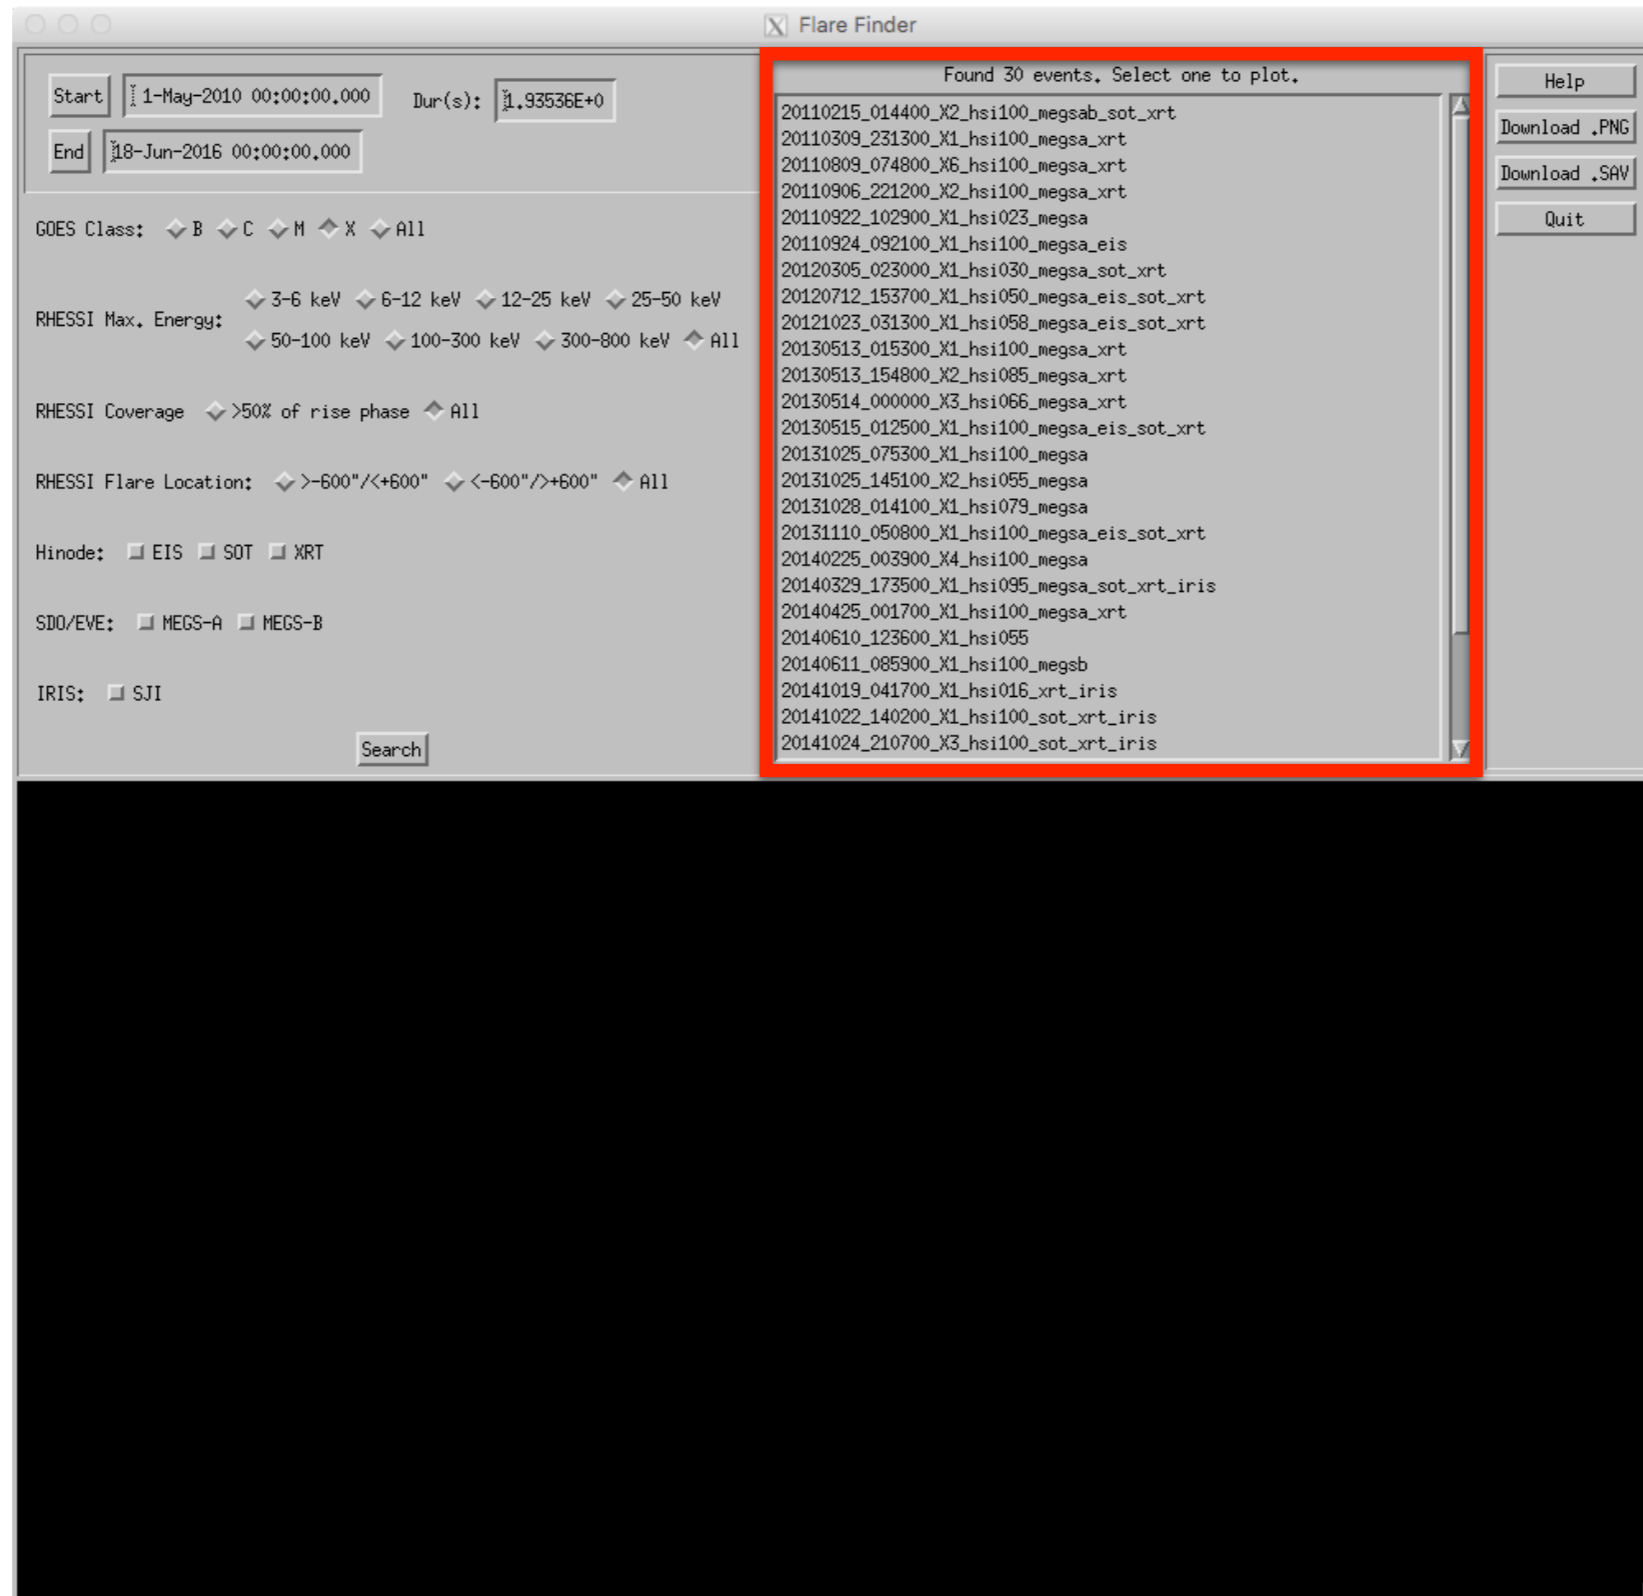 Flare Finder
Start 1-May-2010 00:00:00.000 Dur(s): 1.93536E+0
End 18-Jun-2016 00:00:00.000
GOES Class: B C M X All
3-6 keV 6-12 keV 12-25 keV 25-50 keV
RHESSI Max. Energy:
50-100 keV 100-300 keV 300-800 keV All
RHESSI Coverage >50% of rise phase All
RHESSI Flare Location: >-600"/<+600" <-600"/>+600" All
Hinode: EIS SOT XRT
SDO/EVE: MEGS-A MEGS-B
IRIS: SJI
Search
Found 30 events. Select one to plot.
20110215_014400_X2_hsi100_megsab_sot_xrt
20110309_231300_X1_hsi100_megsa_xrt
20110809_074800_X6_hsi100_megsa_xrt
20110906_221200_X2_hsi100_megsa_xrt
20110922_102900_X1_hsi023_megsa
20110924_092100_X1_hsi100_megsa_eis
20120305_023000_X1_hsi030_megsa_sot_xrt
20120712_153700_X1_hsi050_megsa_eis_sot_xrt
20121023_031300_X1_hsi058_megsa_eis_sot_xrt
20130513_015300_X1_hsi100_megsa_xrt
20130513_154800_X2_hsi085_megsa_xrt
20130514_000000_X3_hsi066_megsa_xrt
20130515_012500_X1_hsi100_megsa_eis_sot_xrt
20131025_075300_X1_hsi100_megsa
20131025_145100_X2_hsi055_megsa
20131028_014100_X1_hsi079_megsa
20131110_050800_X1_hsi100_megsa_eis_sot_xrt
20140225_003900_X4_hsi100_megsa
20140329_173500_X1_hsi095_megsa_sot_xrt_iris
20140425_001700_X1_hsi100_megsa_xrt
20140610_123600_X1_hsi055
20140611_085900_X1_hsi100_megsb
20141019_041700_X1_hsi016_xrt_iris
20141022_140200_X1_hsi100_sot_xrt_iris
20141024_210700_X3_hsi100_sot_xrt_iris
Help
Download .PNG
Download .SAV
Quit